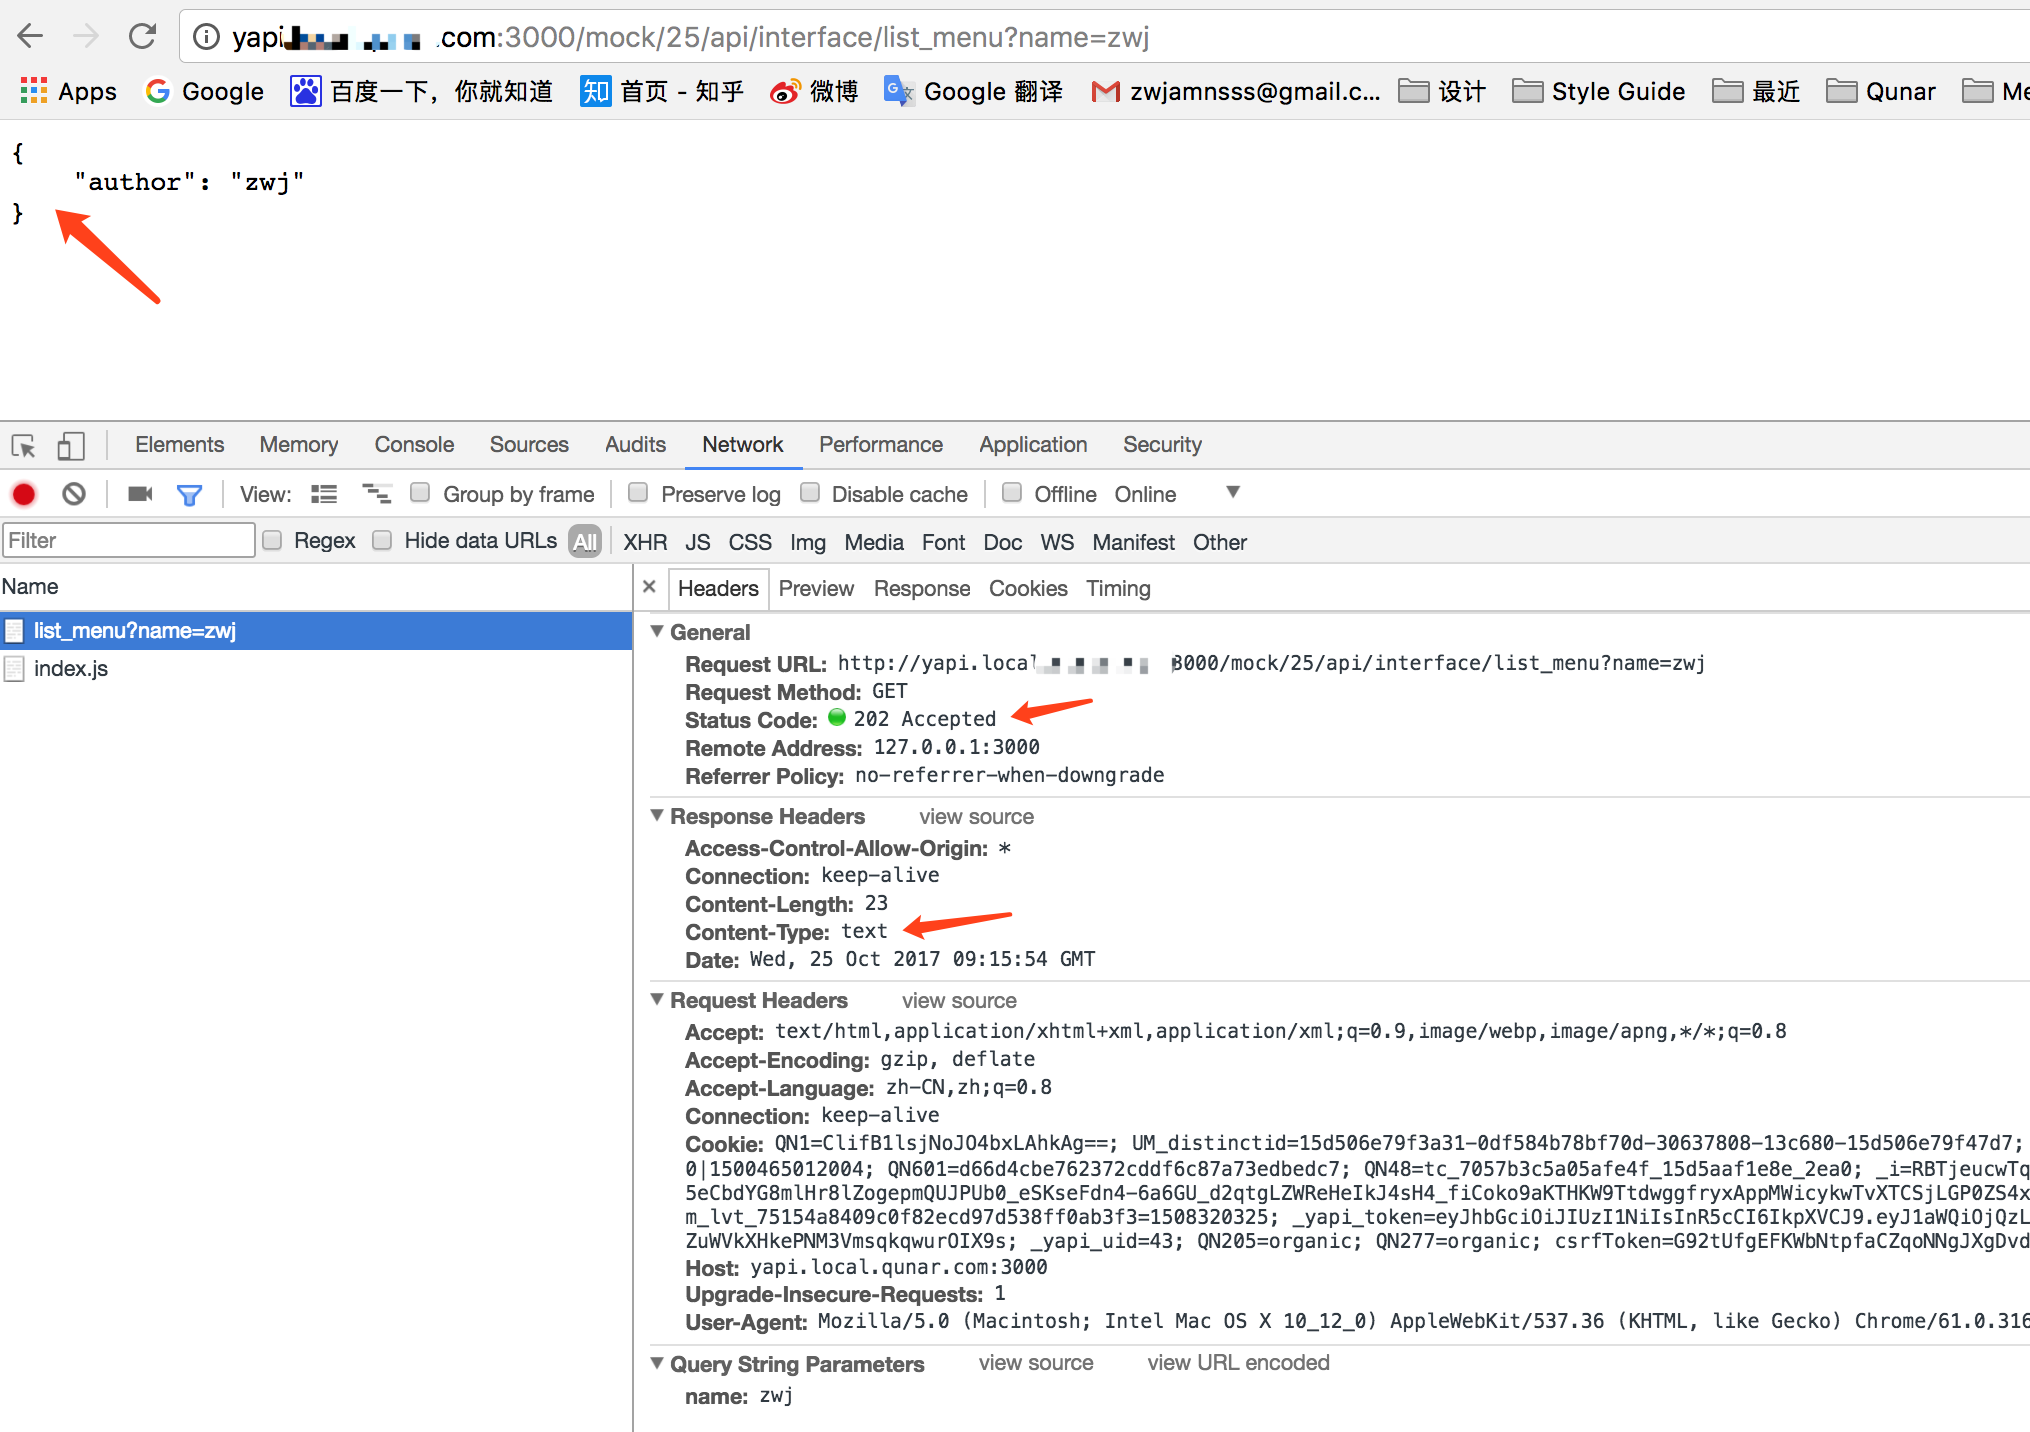 yapi .com:3000/mock/25/api/interface/list_menu?name=zwj
Apps Google 百度一下，你就知道 知 首页 - 知乎 微博 Google 翻译 zwjamnsss@gmail.c... 设计 Style Guide 最近 Qunar Me
{
"author": "zwj"
}
Elements Memory Console Sources Audits Network Performance Application Security
View: Group by frame Preserve log Disable cache Offline Online
Filter Regex Hide data URLs All XHR JS CSS Img Media Font Doc WS Manifest Other
Name
list_menu?name=zwj
index.js
× Headers Preview Response Cookies Timing
General
Request URL: http://yapi.local 3000/mock/25/api/interface/list_menu?name=zwj
Request Method: GET
Status Code: 202 Accepted
Remote Address: 127.0.0.1:3000
Referrer Policy: no-referrer-when-downgrade
Response Headers view source
Access-Control-Allow-Origin: *
Connection: keep-alive
Content-Length: 23
Content-Type: text
Date: Wed, 25 Oct 2017 09:15:54 GMT
Request Headers view source
Accept: text/html,application/xhtml+xml,application/xml;q=0.9,image/webp,image/apng,*/*;q=0.8
Accept-Encoding: gzip, deflate
Accept-Language: zh-CN,zh;q=0.8
Connection: keep-alive
Cookie: QN1=ClifB1lsjNoJO4bxLAhkAg==; UM_distinctid=15d506e79f3a31-0df584b78bf70d-30637808-13c680-15d506e79f47d7;
0|1500465012004; QN601=d66d4cbe762372cddf6c87a73edbedc7; QN48=tc_7057b3c5a05afe4f_15d5aaf1e8e_2ea0; _i=RBTjeucwTq
5eCbdYG8mlHr8lZogepmQUJPUb0_eSKseFdn4-6a6GU_d2qtgLZWReHeIkJ4sH4_fiCoko9aKTHKW9TtdwggfryxAppMWicykwTvXTCSjLGP0ZS4x
m_lvt_75154a8409c0f82ecd97d538ff0ab3f3=1508320325; _yapi_token=eyJhbGciOiJIUzI1NiIsInR5cCI6IkpXVCJ9.eyJ1aWQiOjQzL
ZuWVkXHkePNM3VmsqkqwurOIX9s; _yapi_uid=43; QN205=organic; QN277=organic; csrfToken=G92tUfgEFKWbNtpfaCZqoNNgJXgDvd
Host: yapi.local.qunar.com:3000
Upgrade-Insecure-Requests: 1
User-Agent: Mozilla/5.0 (Macintosh; Intel Mac OS X 10_12_0) AppleWebKit/537.36 (KHTML, like Gecko) Chrome/61.0.316
Query String Parameters view source view URL encoded
name: zwj